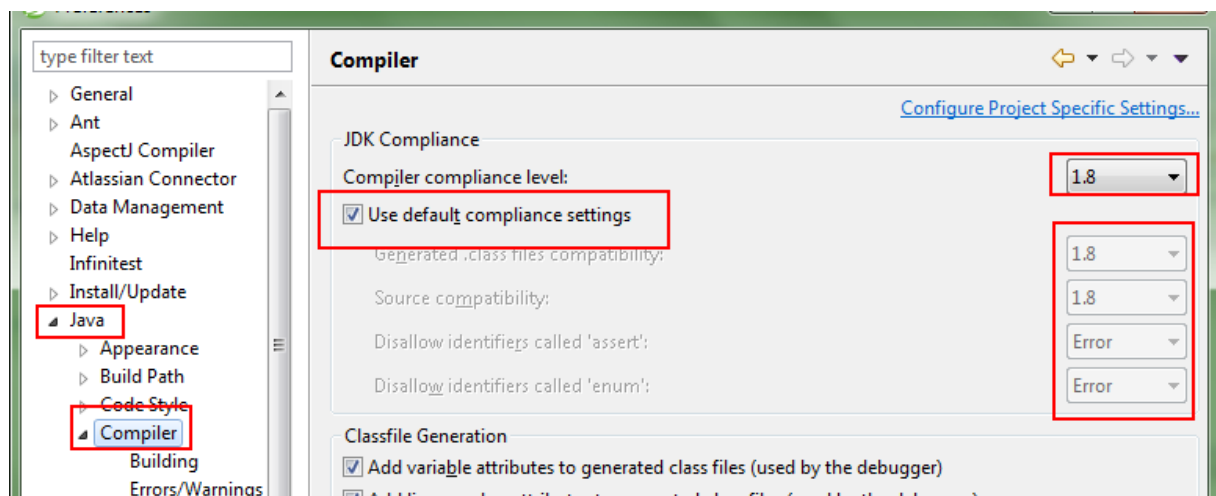 Preferences
type filter text
General
Ant
AspectJ Compiler
Atlassian Connector
Data Management
Help
Infinitest
Install/Update
Java
Appearance
Build Path
Code Style
Compiler
Building
Errors/Warnings
Compiler
Configure Project Specific Settings...
JDK Compliance
Compiler compliance level: 1.8
Use default compliance settings
Generated .class files compatibility: 1.8
Source compatibility: 1.8
Disallow identifiers called 'assert': Error
Disallow identifiers called 'enum': Error
Classfile Generation
Add variable attributes to generated class files (used by the debugger)